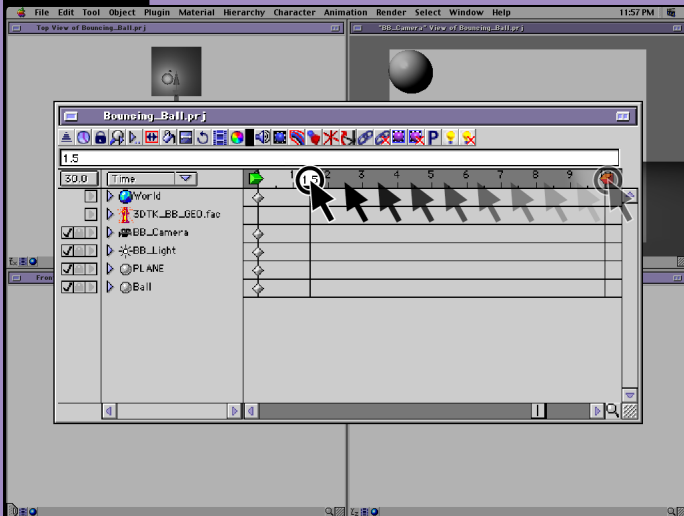 File Edit Tool Object Plugin Material Hierarchy Character Animation Render Select Window Help 11:57 PM
Top View of Bouncing_Ball.prj
"BB_Camera" View of Bouncing_Ball.prj
Bouncing_Ball.prj
P
1.5
30.0 Time 1 1.5 2 3 4 5 6 7 8 9
World
3DTK_BB_GEO.fac
BB_Camera
BB_Light
PLANE
Ball
Fron